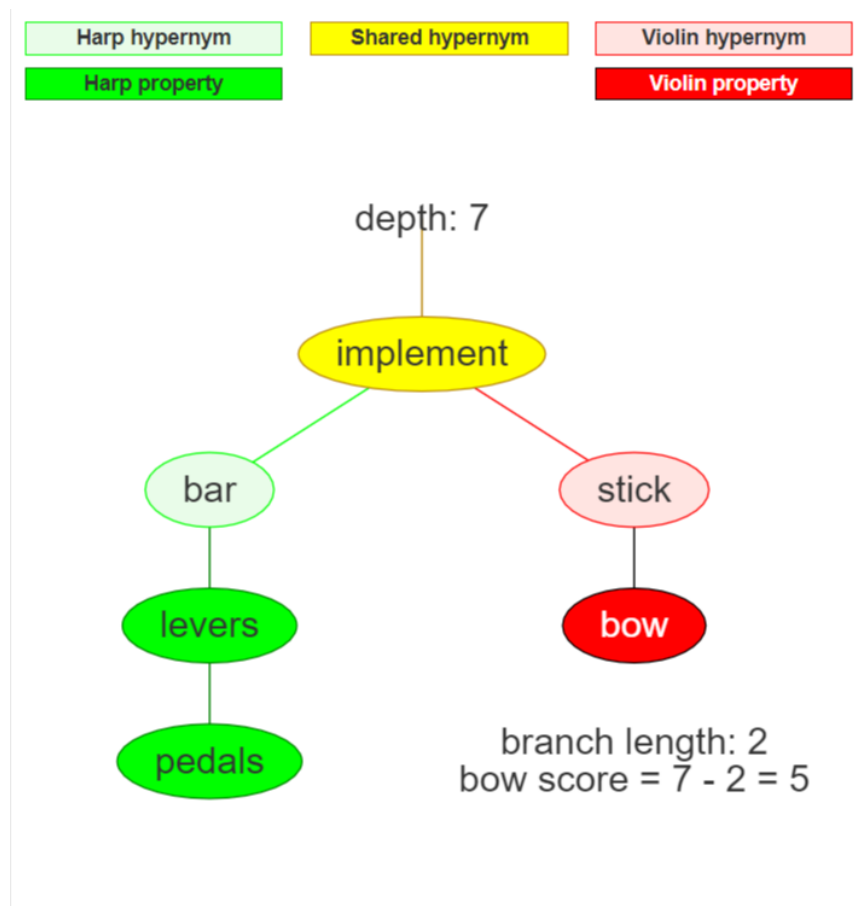 Harp hypernym
Shared hypernym
Violin hypernym
Harp property
Violin property
depth: 7
implement
bar
stick
levers
bow
pedals
branch length: 2
bow score = 7 - 2 = 5